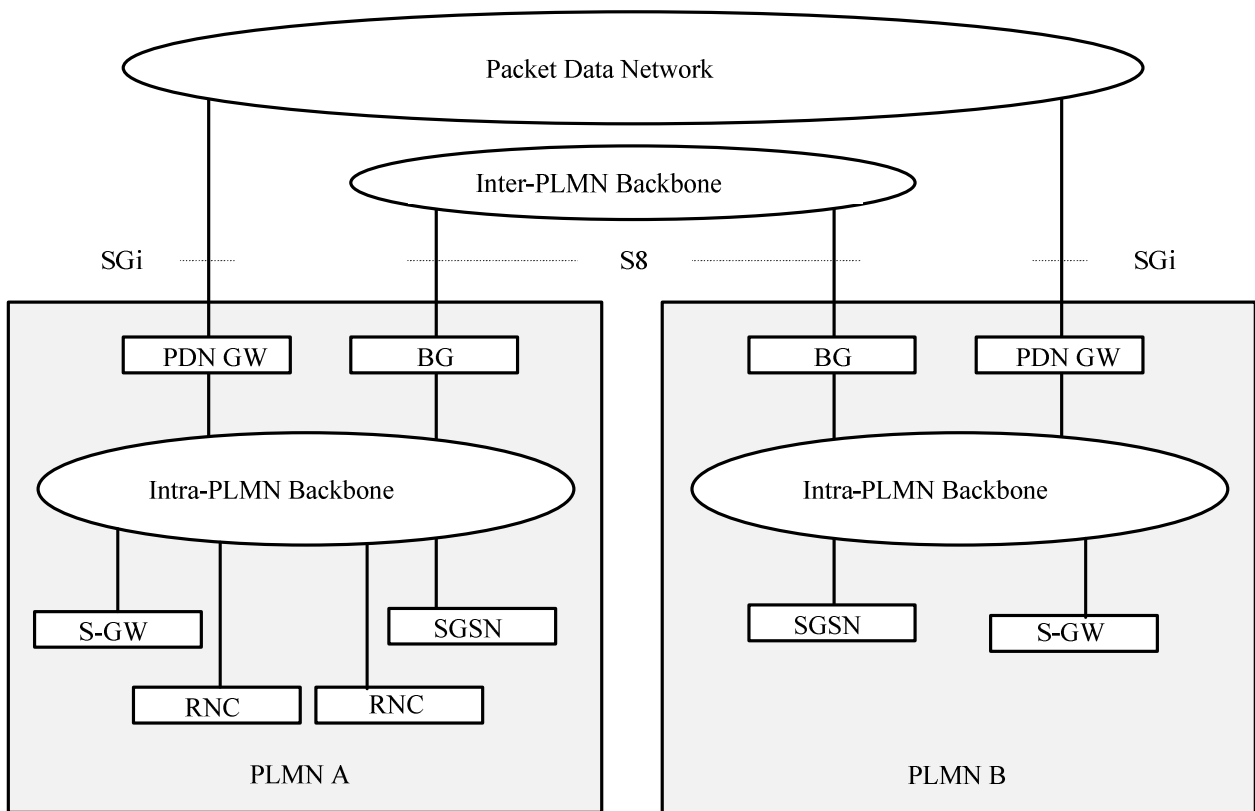 Packet Data Network
Inter-PLMN Backbone
SGi
S8
SGi
PDN GW
BG
BG
PDN GW
Intra-PLMN Backbone
Intra-PLMN Backbone
S-GW
SGSN
SGSN
S-GW
RNC
RNC
PLMN A
PLMN B